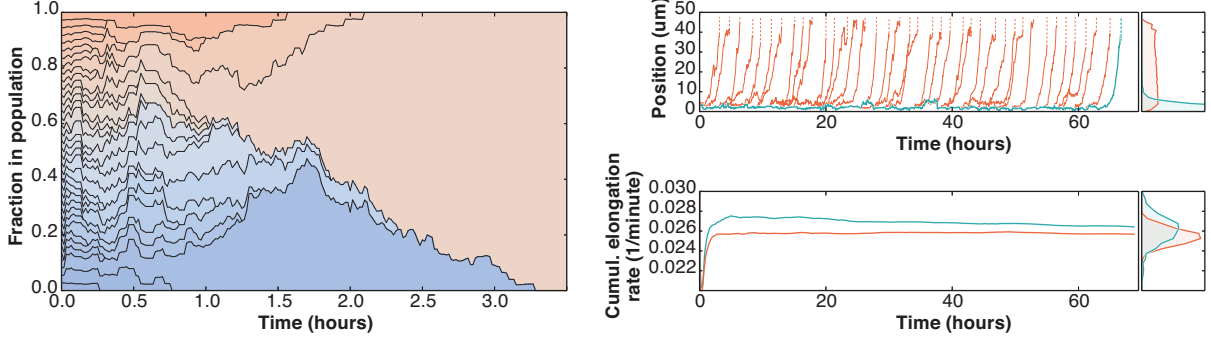 Fraction in population
1.0
0.8
0.6
0.4
0.2
0.0
0.0 0.5 1.0 1.5 2.0 2.5 3.0
Time (hours)
Position (um)
50
40
30
20
10
0
0 20 40 60
Time (hours)
Cumul. elongation
rate (1/minute)
0.030
0.028
0.026
0.024
0.022
0 20 40 60
Time (hours)